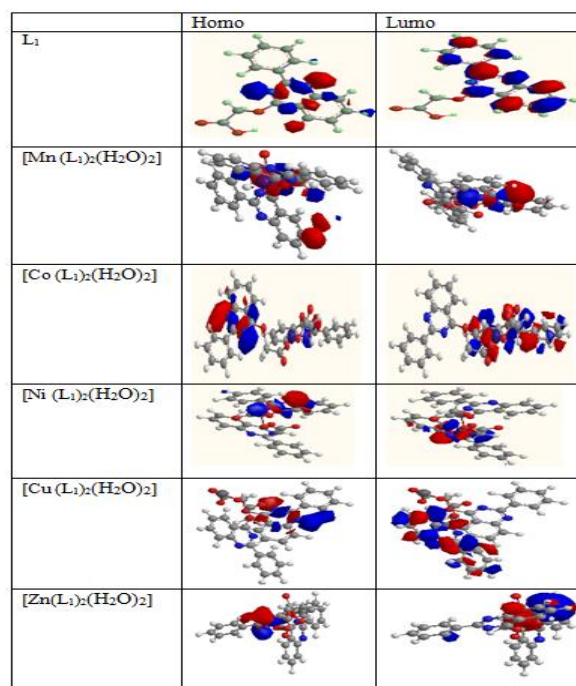 Homo Lumo
L₁
[Mn (L₁)₂(H₂O)₂]
[Co (L₁)₂(H₂O)₂]
[Ni (L₁)₂(H₂O)₂]
[Cu (L₁)₂(H₂O)₂]
[Zn(L₁)₂(H₂O)₂]